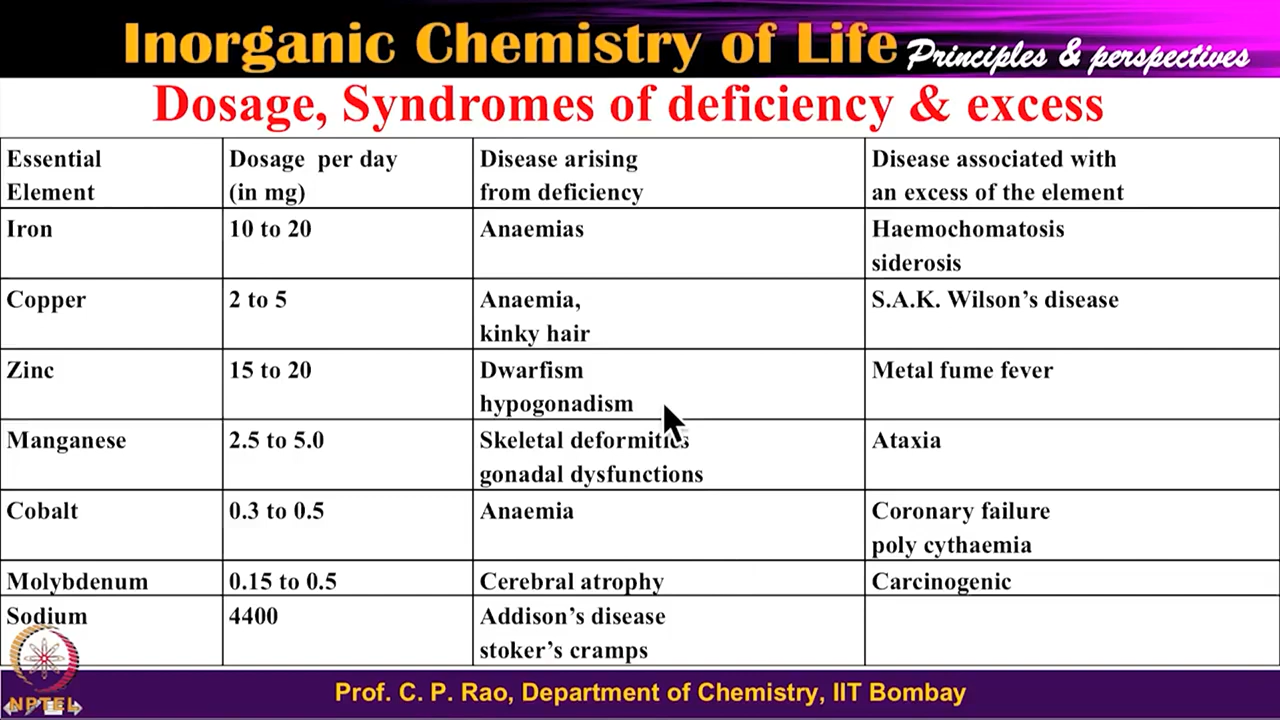 Inorganic Chemistry of Life Principles & perspectives
Dosage, Syndromes of deficiency & excess
Essential Element
Dosage per day (in mg)
Disease arising from deficiency
Disease associated with an excess of the element
Iron
10 to 20
Anaemias
Haemochomatosis
siderosis
Copper
2 to 5
Anaemia,
kinky hair
S.A.K. Wilson's disease
Zinc
15 to 20
Dwarfism
hypogonadism
Metal fume fever
Manganese
2.5 to 5.0
Skeletal deformities
gonadal dysfunctions
Ataxia
Cobalt
0.3 to 0.5
Anaemia
Coronary failure
poly cythaemia
Molybdenum
0.15 to 0.5
Cerebral atrophy
Carcinogenic
Sodium
4400
Addison's disease
stoker's cramps
NPTEL
Prof. C. P. Rao, Department of Chemistry, IIT Bombay